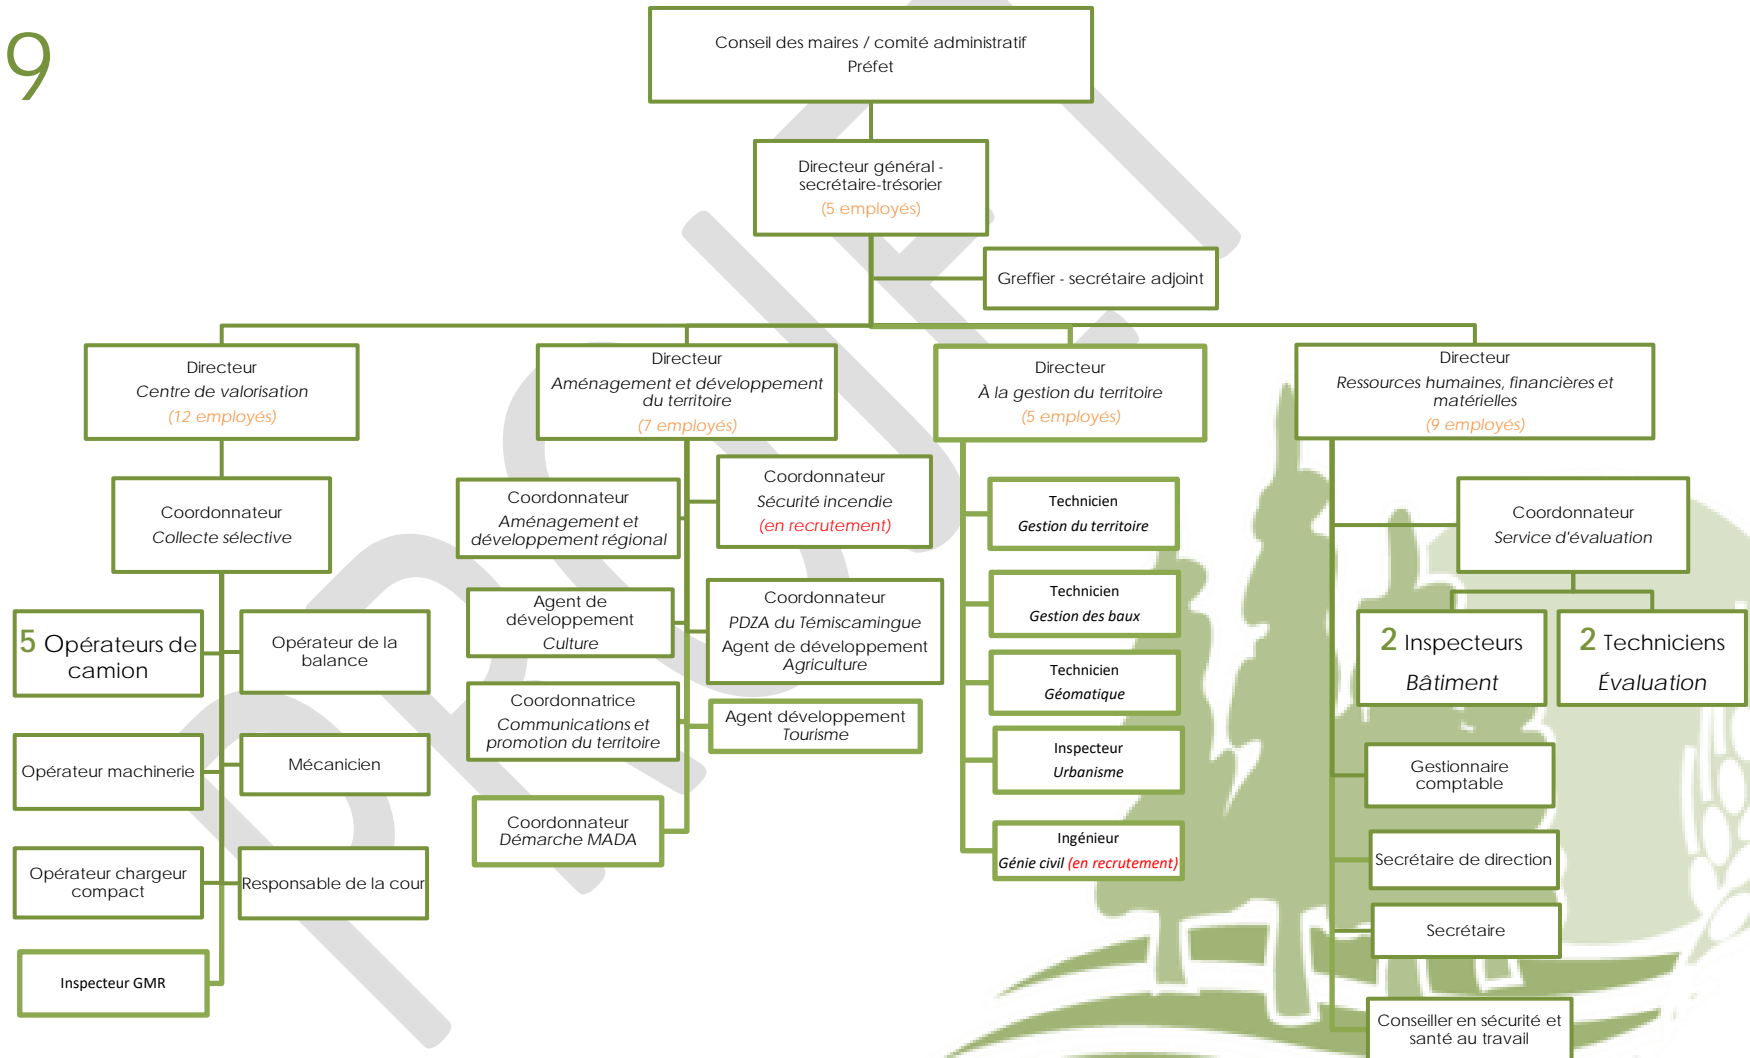 9
Conseil des maires / comité administratif
Préfet
Directeur général -
secrétaire-trésorier
(5 employés)
Greffier - secrétaire adjoint
Directeur
Centre de valorisation
(12 employés)
Directeur
Aménagement et développement
du territoire
(7 employés)
Directeur
À la gestion du territoire
(5 employés)
Directeur
Ressources humaines, financières et
matérielles
(9 employés)
Coordonnateur
Collecte sélective
5 Opérateurs de
camion
Opérateur de la
balance
Opérateur machinerie
Mécanicien
Opérateur chargeur
compact
Responsable de la cour
Inspecteur GMR
Coordonnateur
Aménagement et
développement régional
Coordonnateur
Sécurité incendie
(en recrutement)
Agent de
développement
Culture
Coordonnateur
PDZA du Témiscamingue
Agent de développement
Agriculture
Coordonnatrice
Communications et
promotion du territoire
Agent développement
Tourisme
Coordonnateur
Démarche MADA
Technicien
Gestion du territoire
Technicien
Gestion des baux
Technicien
Géomatique
Inspecteur
Urbanisme
Ingénieur
Génie civil (en recrutement)
Coordonnateur
Service d'évaluation
2 Inspecteurs
Bâtiment
2 Techniciens
Évaluation
Gestionnaire
comptable
Secrétaire de direction
Secrétaire
Conseiller en sécurité et
santé au travail
PROJET